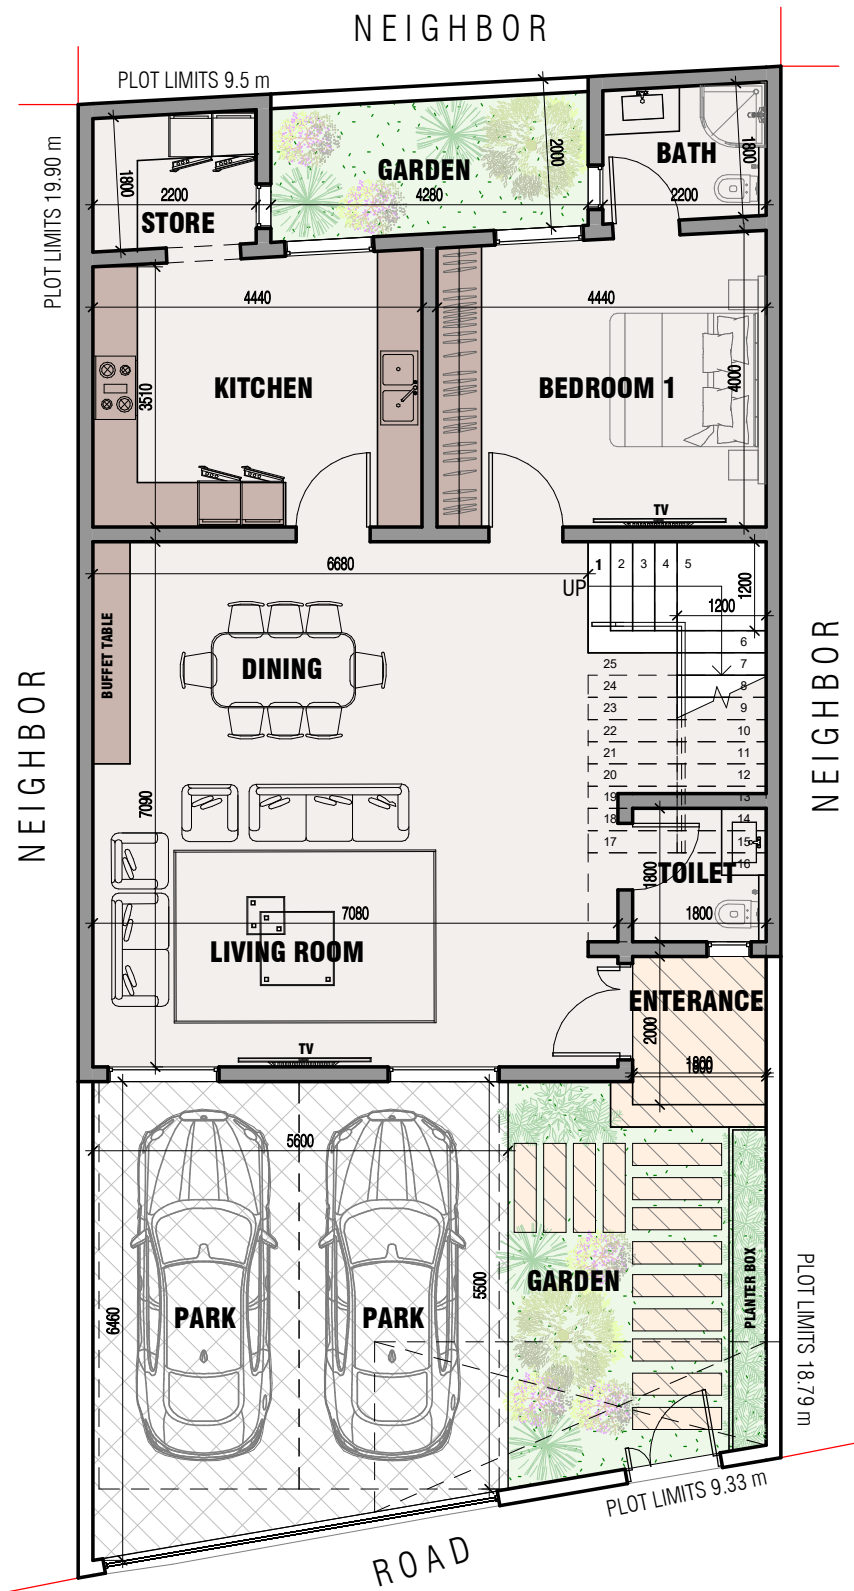 NEIGHBOR
PLOT LIMITS 9.5 m
PLOT LIMITS 19.90 m
1800
2200
STORE
GARDEN
4280
2000
BATH
1800
2200
4440
4440
KITCHEN
3510
BEDROOM 1
4000
TV
6680
UP
1 2 3 4 5
1200
1200
6
7
8
9
10
11
12
13
14
15
16
25
24
23
22
21
20
19
18
17
BUFFET TABLE
DINING
NEIGHBOR
NEIGHBOR
7090
TOILET
1800
1800
7080
LIVING ROOM
ENTERANCE
2000
1800
TV
5600
6460
5500
PARK
PARK
GARDEN
PLANTER BOX
PLOT LIMITS 18.79 m
PLOT LIMITS 9.33 m
ROAD